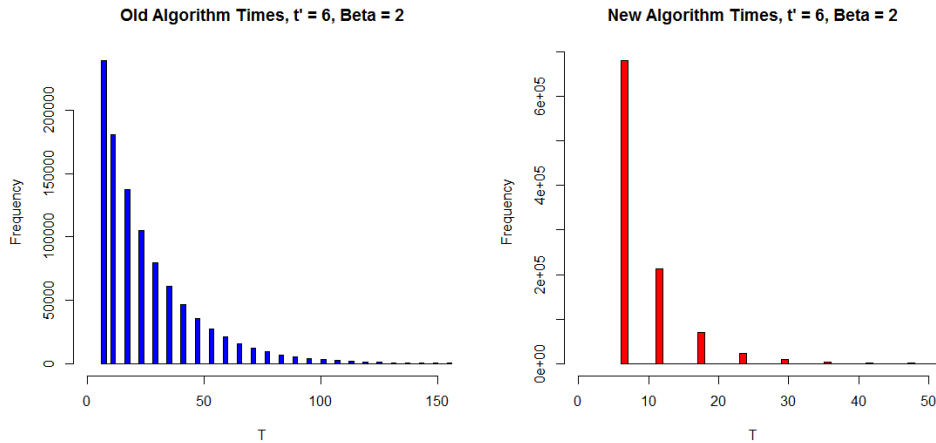 Old Algorithm Times, t' = 6, Beta = 2
Frequency
200000
150000
100000
50000
0
0 50 100 150
T
New Algorithm Times, t' = 6, Beta = 2
Frequency
6e+05
4e+05
2e+05
0e+00
0 10 20 30 40 50
T